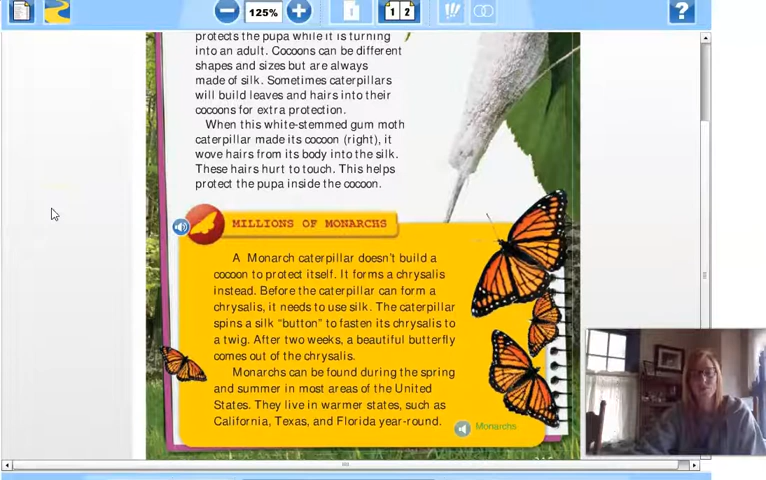 125%
1
1 2
?
protects the pupa while it is turning
into an adult. Cocoons can be different
shapes and sizes but are always
made of silk. Sometimes caterpillars
will build leaves and hairs into their
cocoons for extra protection.
When this white-stemmed gum moth
caterpillar made its cocoon (right), it
wove hairs from its body into the silk.
These hairs hurt to touch. This helps
protect the pupa inside the cocoon.
MILLIONS OF MONARCHS
A Monarch caterpillar doesn't build a
cocoon to protect itself. It forms a chrysalis
instead. Before the caterpillar can form a
chrysalis, it needs to use silk. The caterpillar
spins a silk "button" to fasten its chrysalis to
a twig. After two weeks, a beautiful butterfly
comes out of the chrysalis.
Monarchs can be found during the spring
and summer in most areas of the United
States. They live in warmer states, such as
California, Texas, and Florida year-round.
Monarchs